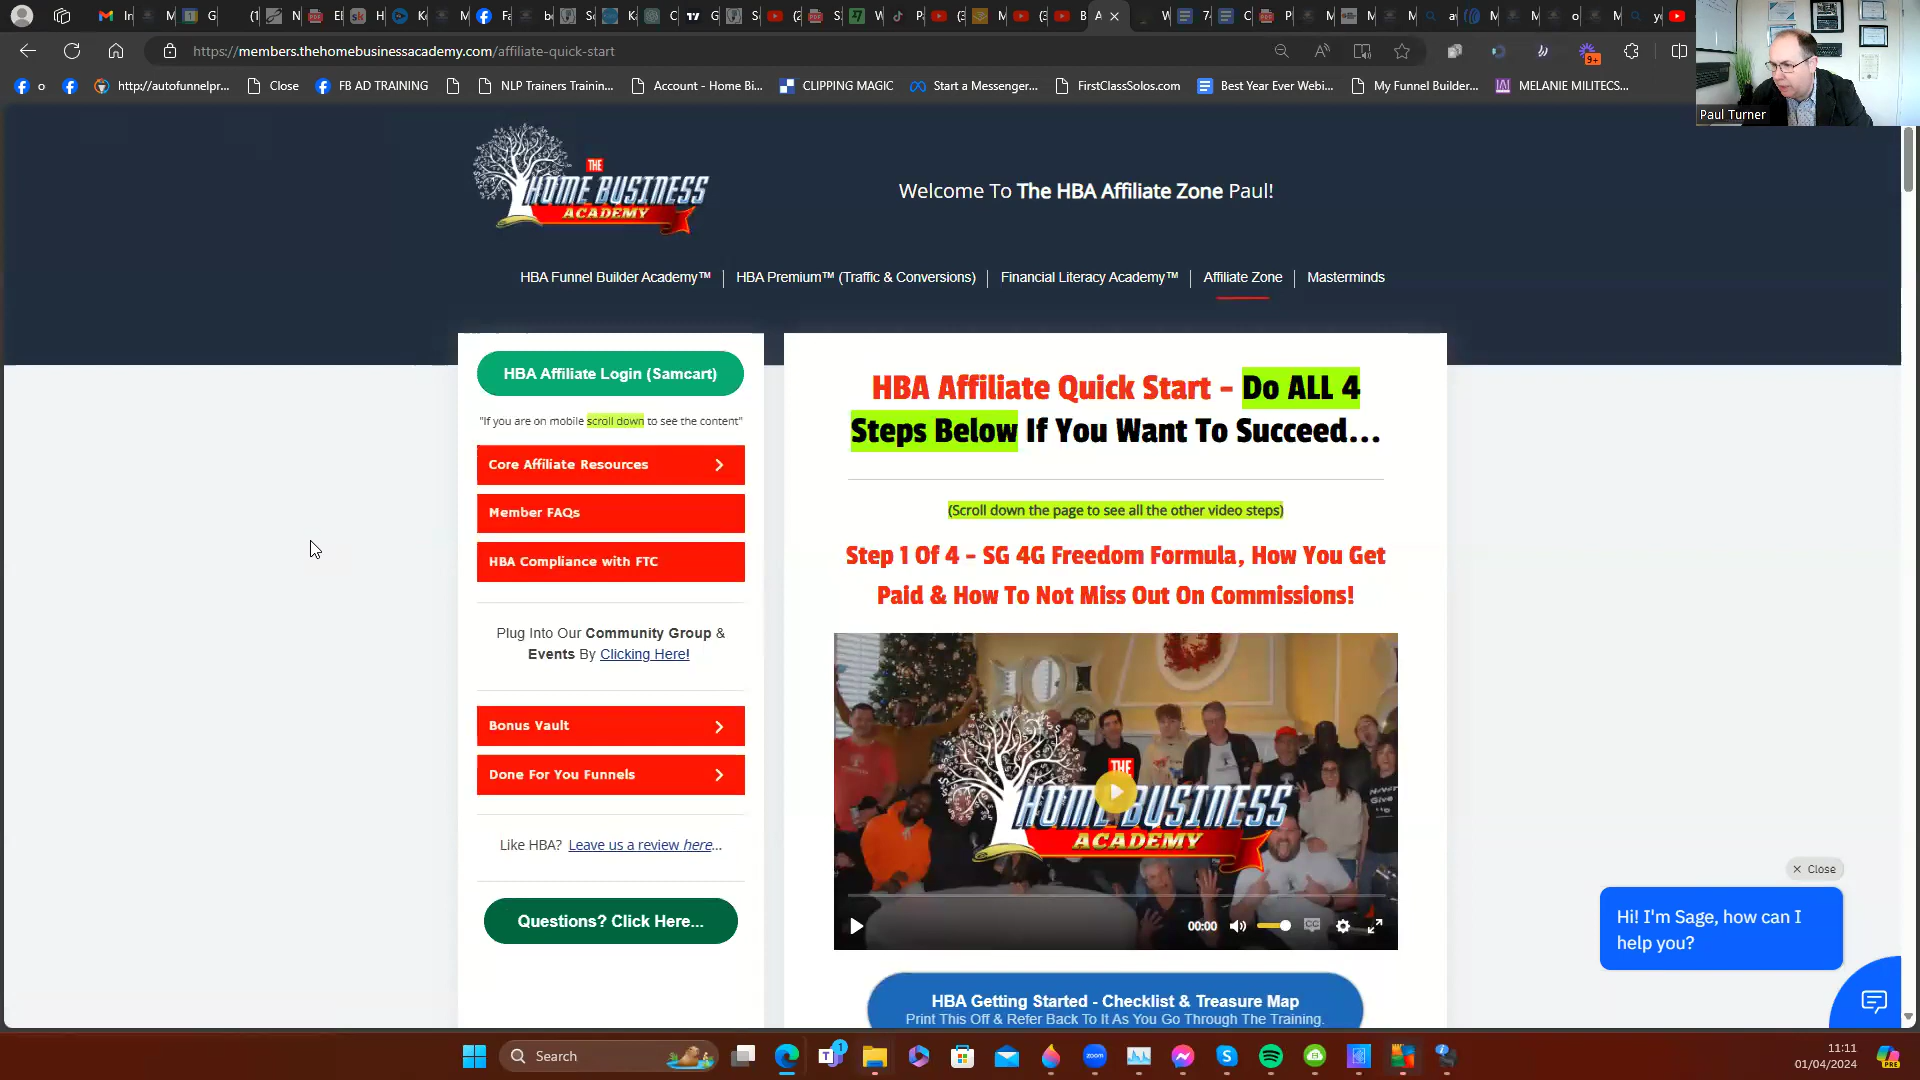 https://members.thehomebusinessacademy.com/affiliate-quick-start
9+
o
http://autofunnelpr...
Close
FB AD TRAINING
NLP Trainers Trainin...
Account - Home Bi...
CLIPPING MAGIC
Start a Messenger...
FirstClassSolos.com
Best Year Ever Webi...
My Funnel Builder...
MELANIE MILITECS...
Paul Turner
THE
HOME BUSINESS
ACADEMY
Welcome To The HBA Affiliate Zone Paul!
HBA Funnel Builder Academy™
HBA Premium™ (Traffic & Conversions)
Financial Literacy Academy™
Affiliate Zone
Masterminds
HBA Affiliate Login (Samcart)
"If you are on mobile scroll down to see the content"
Core Affiliate Resources
Member FAQs
HBA Compliance with FTC
Plug Into Our Community Group &
Events By Clicking Here!
Bonus Vault
Done For You Funnels
Like HBA? Leave us a review here...
Questions? Click Here...
HBA Affiliate Quick Start - Do ALL 4
Steps Below If You Want To Succeed...
(Scroll down the page to see all the other video steps)
Step 1 Of 4 - SG 4G Freedom Formula, How You Get
Paid & How To Not Miss Out On Commissions!
THE
HOME BUSINESS
ACADEMY
00:00
HBA Getting Started - Checklist & Treasure Map
Print This Off & Refer Back To It As You Go Through The Training.
Close
Hi! I'm Sage, how can I
help you?
Search
1
zoom
11:11
01/04/2024
PRE